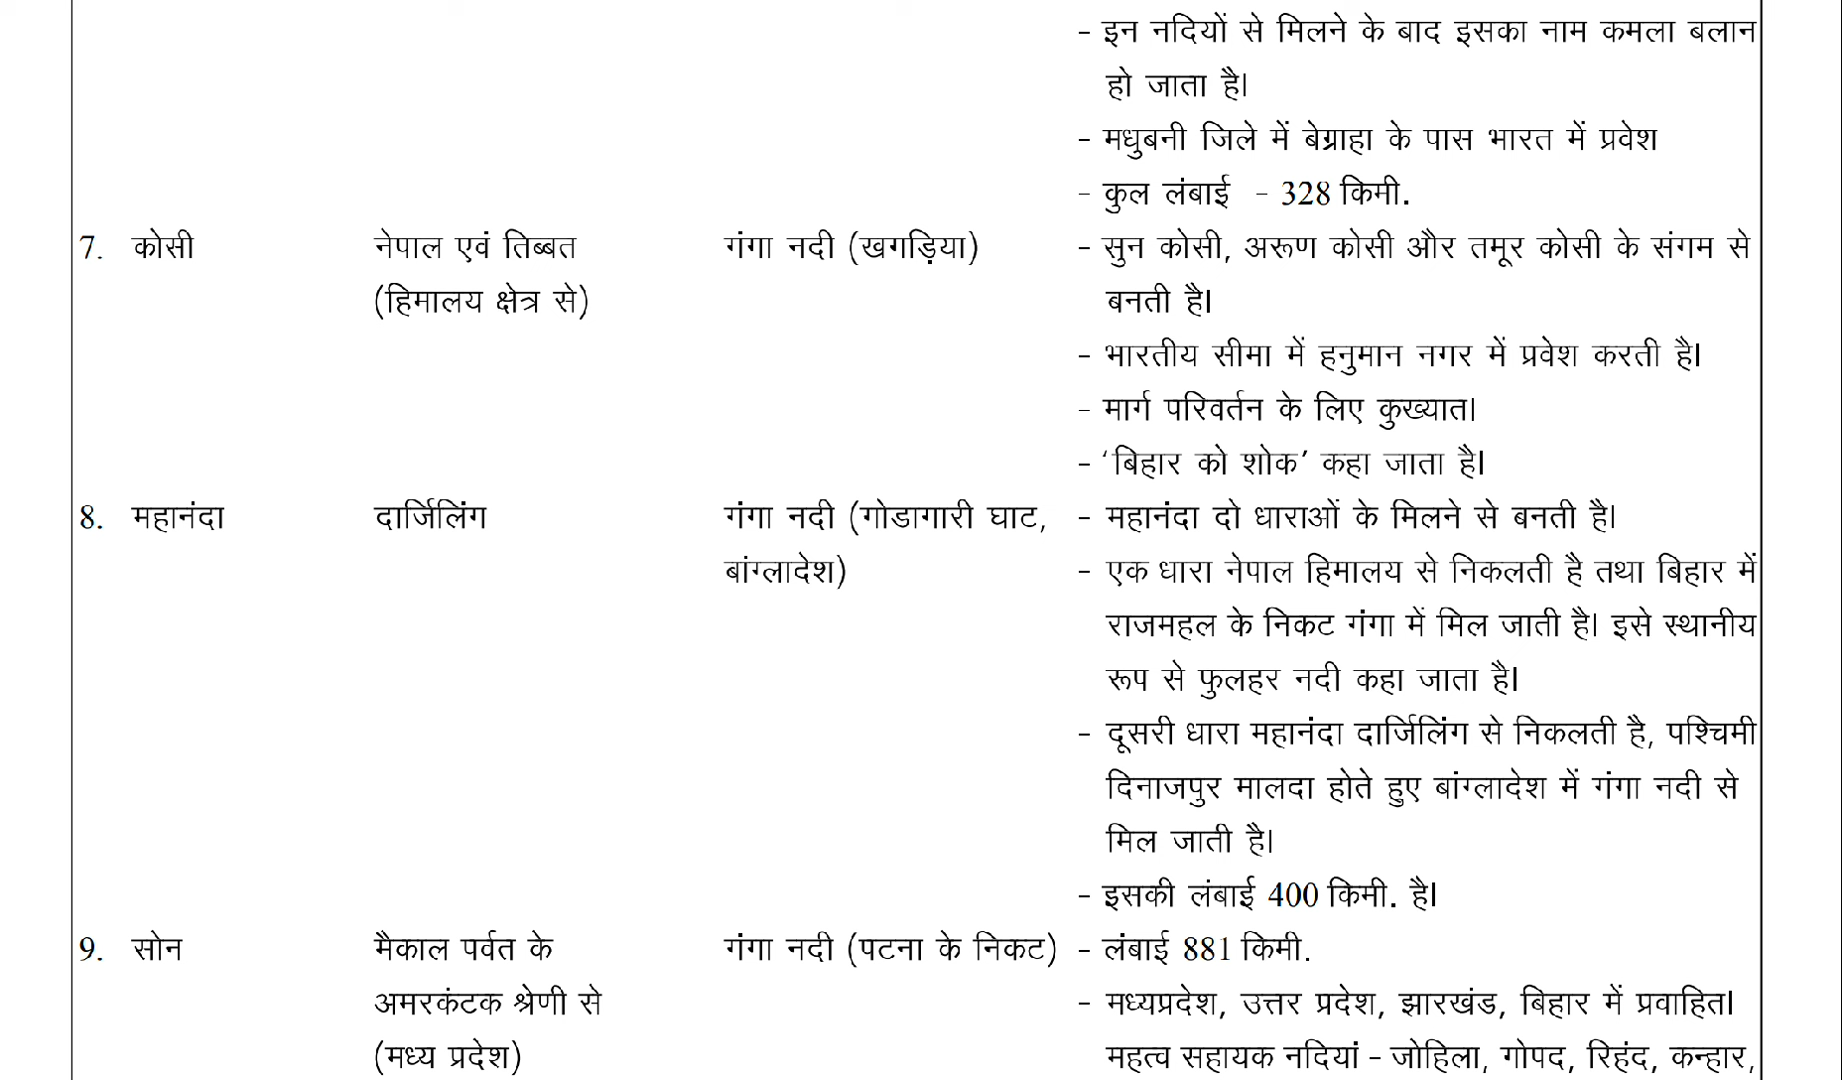 - इन नदियों से मिलने के बाद इसका नाम कमला बलान
हो जाता है।
- मधुबनी जिले में बेग्राहा के पास भारत में प्रवेश
- कुल लंबाई - 328 किमी.
7. कोसी नेपाल एवं तिब्बत गंगा नदी (खगड़िया) - सुन कोसी, अरूण कोसी और तमूर कोसी के संगम से
(हिमालय क्षेत्र से) बनती है।
- भारतीय सीमा में हनुमान नगर में प्रवेश करती है।
- मार्ग परिवर्तन के लिए कुख्यात।
- ‘बिहार को शोक’ कहा जाता है।
8. महानंदा दार्जिलिंग गंगा नदी (गोडागारी घाट, - महानंदा दो धाराओं के मिलने से बनती है।
बांग्लादेश) - एक धारा नेपाल हिमालय से निकलती है तथा बिहार में
राजमहल के निकट गंगा में मिल जाती है। इसे स्थानीय
रूप से फुलहर नदी कहा जाता है।
- दूसरी धारा महानंदा दार्जिलिंग से निकलती है, पश्चिमी
दिनाजपुर मालदा होते हुए बांग्लादेश में गंगा नदी से
मिल जाती है।
- इसकी लंबाई 400 किमी. है।
9. सोन मैकाल पर्वत के गंगा नदी (पटना के निकट) - लंबाई 881 किमी.
अमरकंटक श्रेणी से - मध्यप्रदेश, उत्तर प्रदेश, झारखंड, बिहार में प्रवाहित।
(मध्य प्रदेश) महत्व सहायक नदियां - जोहिला, गोपद, रिहंद, कन्हार,